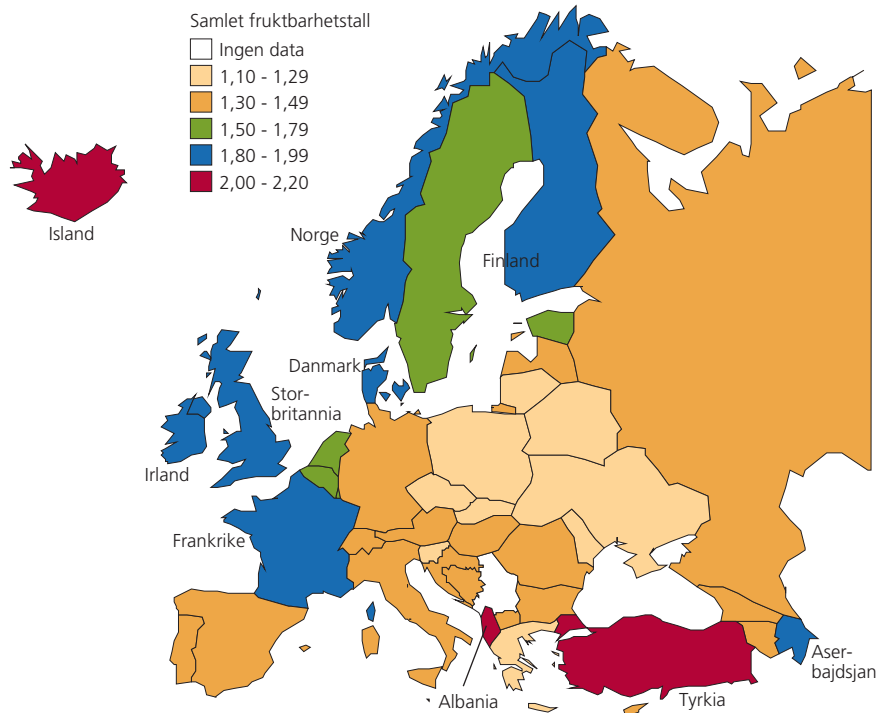 Samlet fruktbarhetstall
Ingen data
1,10 - 1,29
1,30 - 1,49
1,50 - 1,79
1,80 - 1,99
2,00 - 2,20
Island
Norge
Finland
Danmark
Stor-
britannia
Irland
Frankrike
Albania
Tyrkia
Aser-
bajdsjan